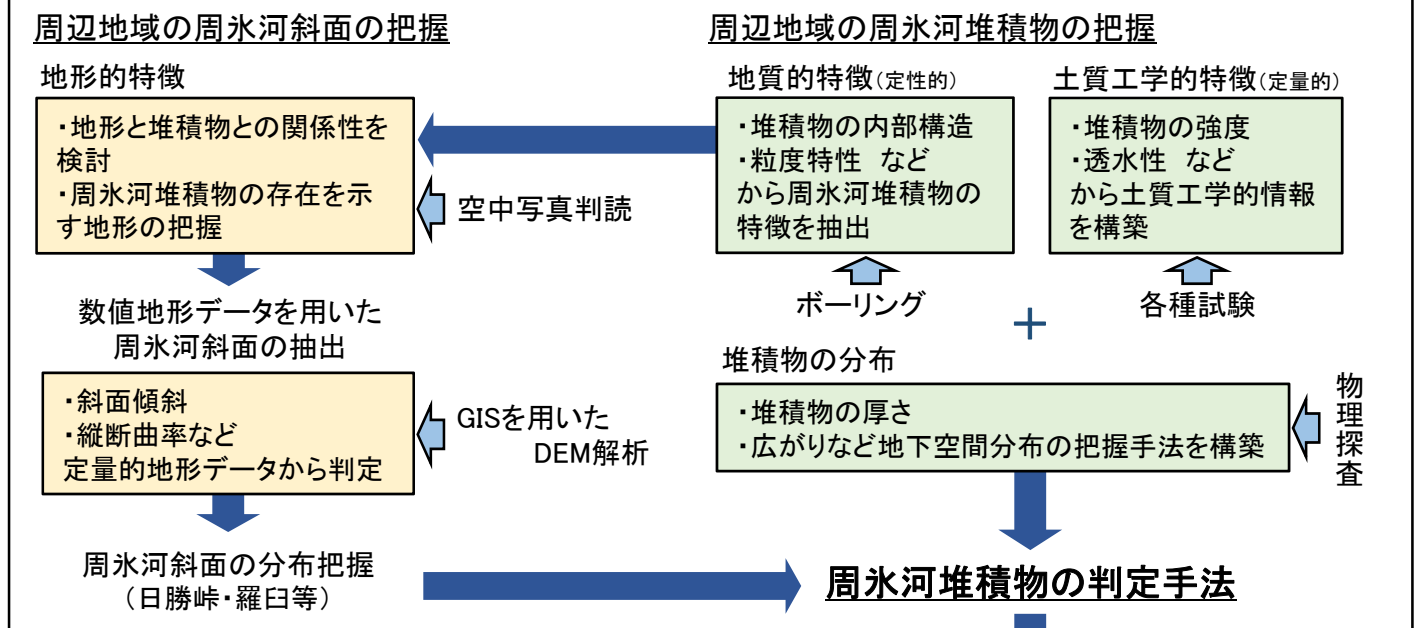 周辺地域の周氷河斜面の把握
地形的特徴
・地形と堆積物との関係性を
検討
・周氷河堆積物の存在を示
す地形の把握
空中写真判読
数値地形データを用いた
周氷河斜面の抽出
・斜面傾斜
・縦断曲率など
定量的地形データから判定
GISを用いた
DEM解析
周氷河斜面の分布把握
（日勝峠・羅臼等）
周辺地域の周氷河堆積物の把握
地質的特徴(定性的)
・堆積物の内部構造
・粒度特性 など
から周氷河堆積物の
特徴を抽出
ボーリング
土質工学的特徴(定量的)
・堆積物の強度
・透水性 など
から土質工学的情報
を構築
各種試験
＋
堆積物の分布
・堆積物の厚さ
・広がりなど地下空間分布の把握手法を構築
物理探査
周氷河堆積物の判定手法